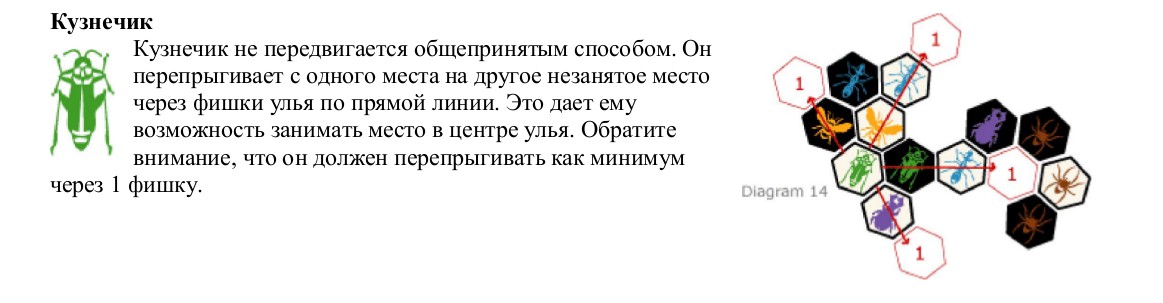 Кузнечик
Кузнечик не передвигается общепринятым способом. Он
перепрыгивает с одного места на другое незанятое место
через фишки улья по прямой линии. Это дает ему
возможность занимать место в центре улья. Обратите
внимание, что он должен перепрыгивать как минимум
через 1 фишку.
1
1
1
Diagram 14
1